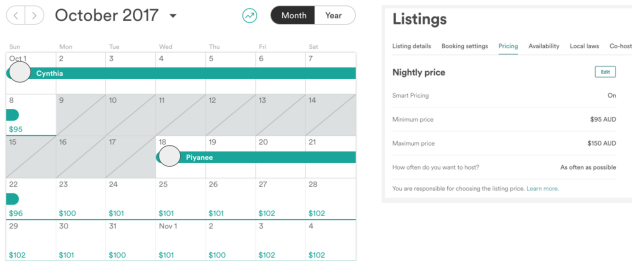 October 2017
Month Year
Sun Mon Tue Wed Thu Fri Sat
Oct 1 2 3 4 5 6 7
Cynthia
8 9 10 11 12 13 14
$95
15 16 17 18 19 20 21
Piyanee
22 23 24 25 26 27 28
$96 $100 $101 $101 $101 $102 $102
29 30 31 Nov 1 2 3 4
$102 $101 $100 $101 $100 $102 $102
Listings
Listing details Booking settings Pricing Availability Local laws Co-host
Nightly price Edit
Smart Pricing On
Minimum price $95 AUD
Maximum price $150 AUD
How often do you want to host? As often as possible
You are responsible for choosing the listing price. Learn more.